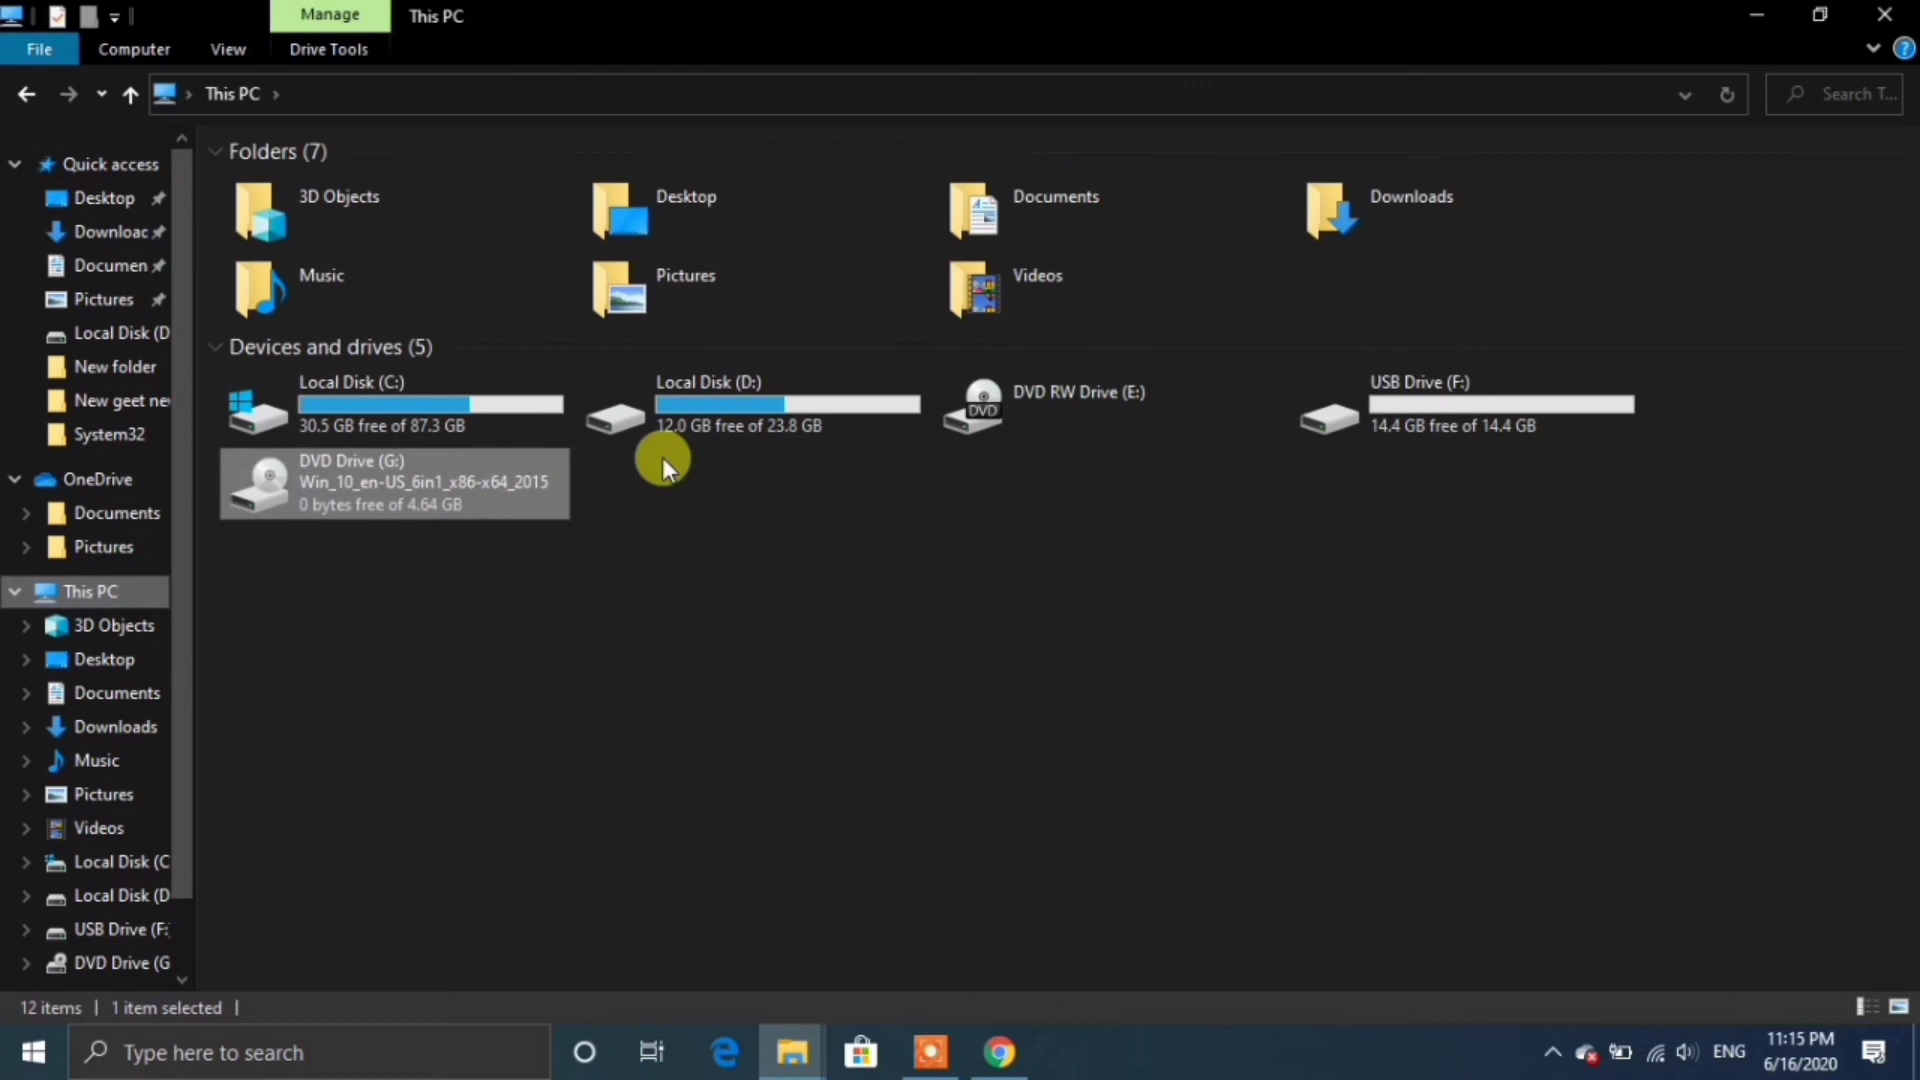 Manage
This PC
File
Computer
View
Drive Tools
This PC
Search T...
Quick access
Desktop
Downloac
Documen
Pictures
Local Disk (D
New folder
New geet ne
System32
OneDrive
Documents
Pictures
This PC
3D Objects
Desktop
Documents
Downloads
Music
Pictures
Videos
Local Disk (C
Local Disk (D
USB Drive (F:
DVD Drive (G
Folders (7)
3D Objects
Desktop
Documents
Downloads
Music
Pictures
Videos
Devices and drives (5)
Local Disk (C:)
30.5 GB free of 87.3 GB
Local Disk (D:)
12.0 GB free of 23.8 GB
DVD
DVD RW Drive (E:)
USB Drive (F:)
14.4 GB free of 14.4 GB
DVD Drive (G:)
Win_10_en-US_6in1_x86-x64_2015
0 bytes free of 4.64 GB
12 items
1 item selected
Type here to search
ENG
11:15 PM
6/16/2020